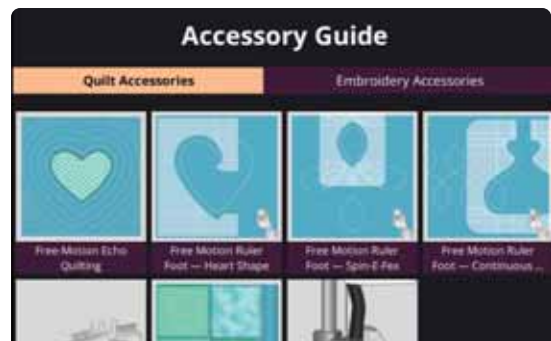 Accessory Guide
Quilt Accessories
Embroidery Accessories
Free-Motion Echo
Quilting
Free Motion Ruler
Foot — Heart Shape
Free Motion Ruler
Foot — Spin-E-Fex
Free Motion Ruler
Foot — Continuous ...